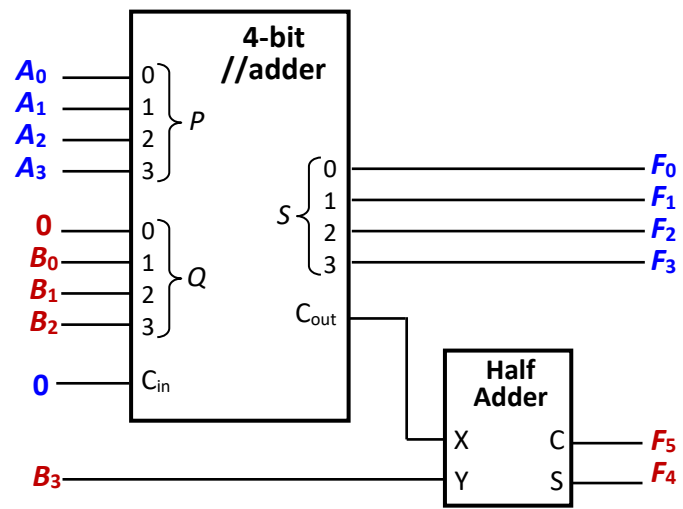 4-bit
//adder
A0
0
A1
1
P
A2
2
A3
3
0
F0
1
F1
S
2
F2
3
F3
0
0
B0
1
Q
B1
2
B2
3
Cout
0
Cin
Half
Adder
X
C
F5
B3
Y
S
F4